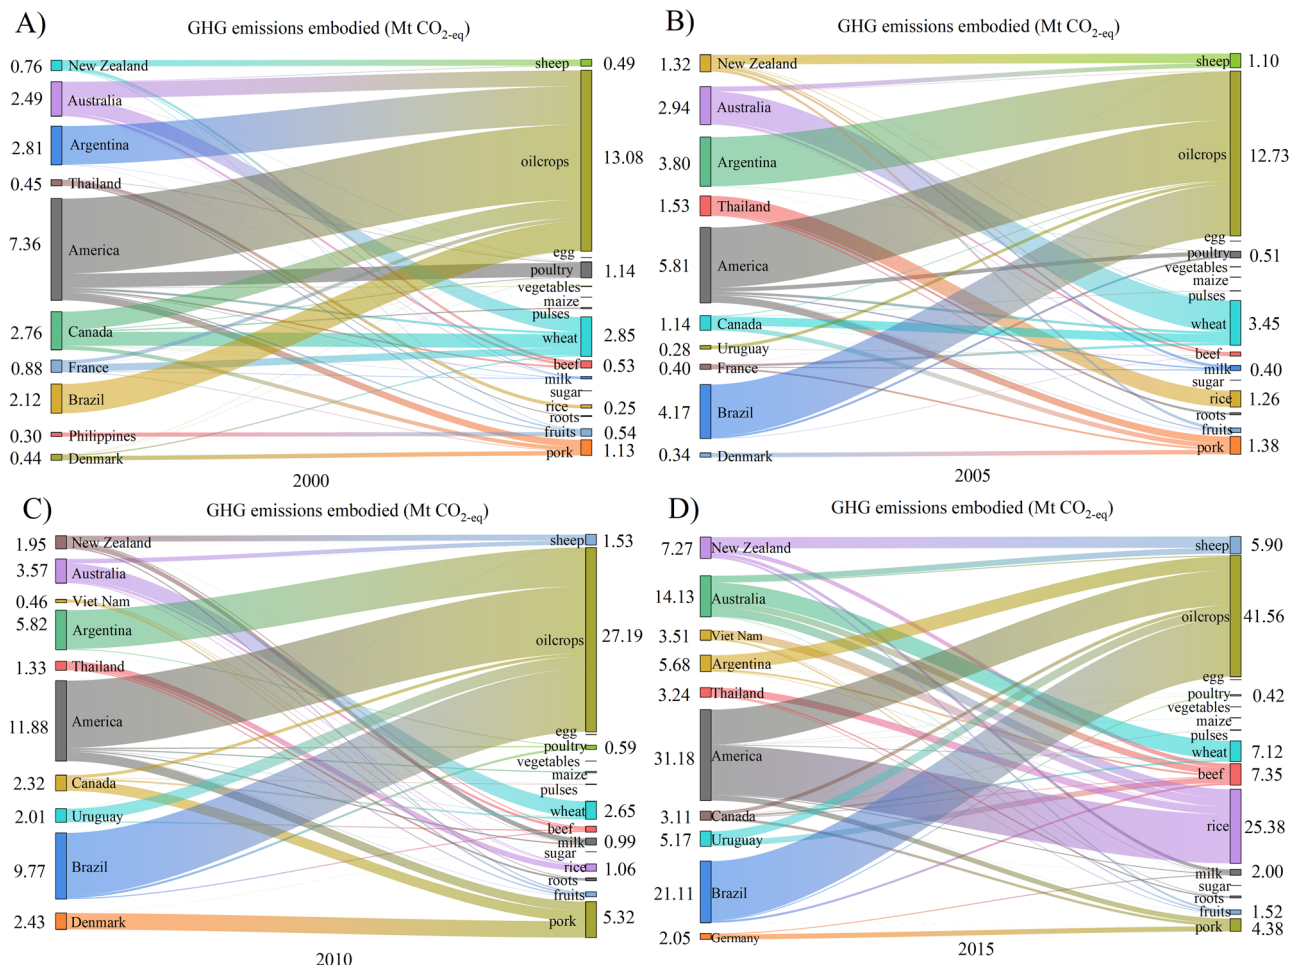 A)
GHG emissions embodied (Mt CO2-eq)
0.76 New Zealand
2.49 Australia
2.81 Argentina
0.45 Thailand
7.36 America
2.76 Canada
0.88 France
2.12 Brazil
0.30 Philippines
0.44 Denmark
sheep 0.49
oilcrops 13.08
egg
poultry 1.14
vegetables
maize
pulses
wheat 2.85
beef 0.53
milk
sugar
rice 0.25
roots
fruits 0.54
pork 1.13
2000
B)
GHG emissions embodied (Mt CO2-eq)
1.32 New Zealand
2.94 Australia
3.80 Argentina
1.53 Thailand
5.81 America
1.14 Canada
0.28 Uruguay
0.40 France
4.17 Brazil
0.34 Denmark
sheep 1.10
oilcrops 12.73
egg
poultry 0.51
vegetables
maize
pulses
wheat 3.45
beef
milk 0.40
sugar
rice 1.26
roots
fruits
pork 1.38
2005
C)
GHG emissions embodied (Mt CO2-eq)
1.95 New Zealand
3.57 Australia
0.46 Viet Nam
5.82 Argentina
1.33 Thailand
11.88 America
2.32 Canada
2.01 Uruguay
9.77 Brazil
2.43 Denmark
sheep 1.53
oilcrops 27.19
egg
poultry 0.59
vegetables
maize
pulses
wheat 2.65
beef
milk 0.99
sugar
rice 1.06
roots
fruits
pork 5.32
2010
D)
GHG emissions embodied (Mt CO2-eq)
7.27 New Zealand
14.13 Australia
3.51 Viet Nam
5.68 Argentina
3.24 Thailand
31.18 America
3.11 Canada
5.17 Uruguay
21.11 Brazil
2.05 Germany
sheep 5.90
oilcrops 41.56
egg
poultry 0.42
vegetables
maize
pulses
wheat 7.12
beef 7.35
rice 25.38
milk 2.00
sugar
roots
fruits 1.52
pork 4.38
2015